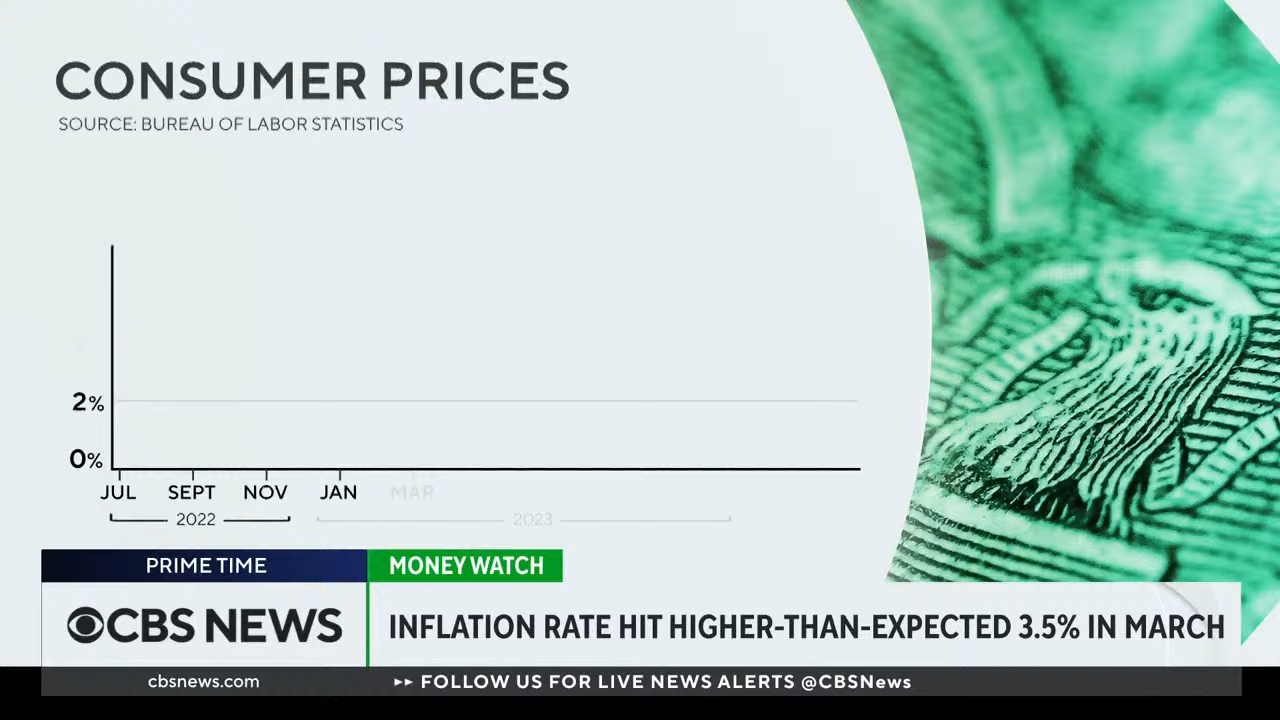 CONSUMER PRICES
SOURCE: BUREAU OF LABOR STATISTICS
2%
0%
JUL SEPT NOV JAN MAR
2022 2023
PRIME TIME
MONEY WATCH
CBS NEWS
INFLATION RATE HIT HIGHER-THAN-EXPECTED 3.5% IN MARCH
cbsnews.com
FOLLOW US FOR LIVE NEWS ALERTS @CBSNews